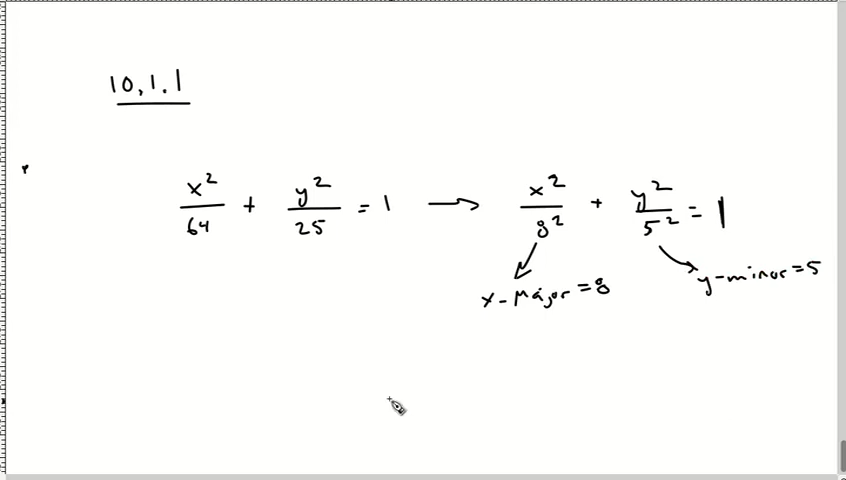 10,1.1
x²/64 + y²/25 = 1 → x²/8² + y²/5² = 1
x-Major=8 y-minor=5